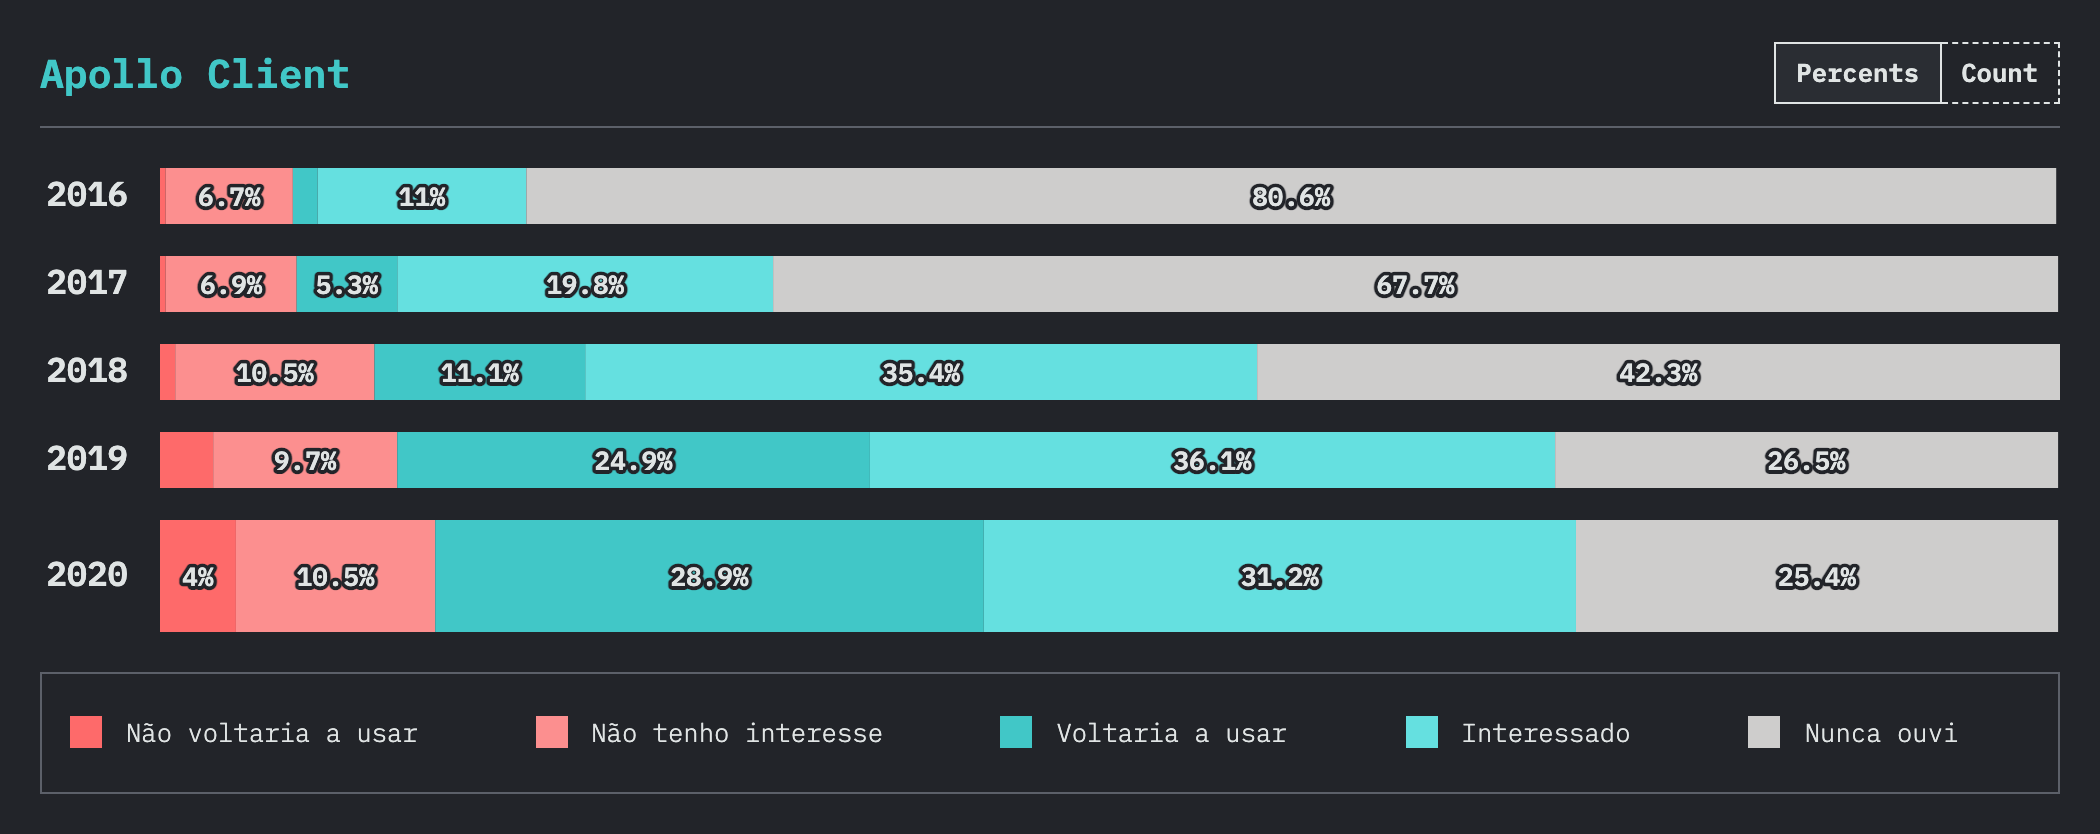 Apollo Client
Percents Count
2016 6.7% 11% 80.6%
2017 6.9% 5.3% 19.8% 67.7%
2018 10.5% 11.1% 35.4% 42.3%
2019 9.7% 24.9% 36.1% 26.5%
2020 4% 10.5% 28.9% 31.2% 25.4%
Não voltaria a usar Não tenho interesse Voltaria a usar Interessado Nunca ouvi